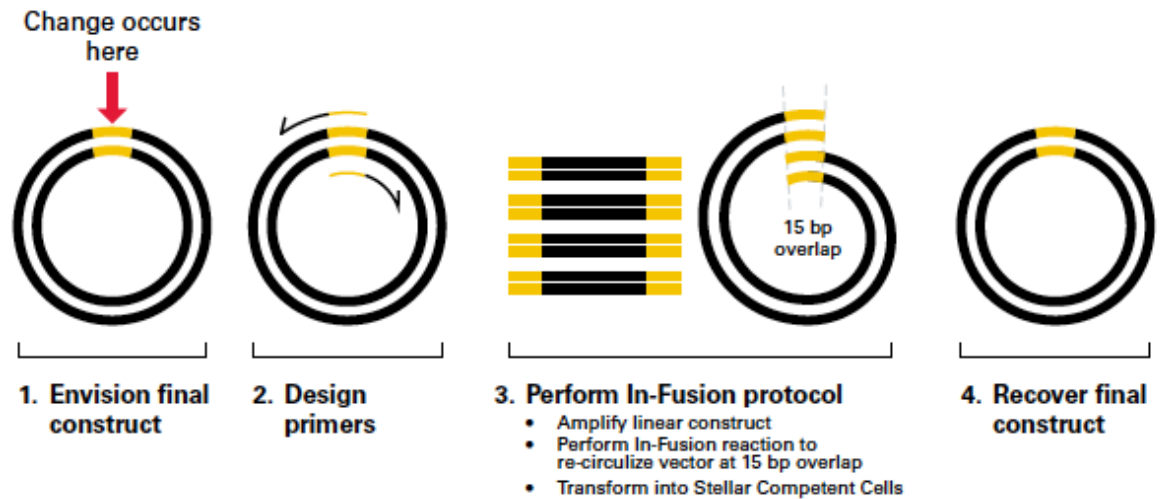 Change occurs
here
15 bp
overlap
1. Envision final
construct
2. Design
primers
3. Perform In-Fusion protocol
• Amplify linear construct
• Perform In-Fusion reaction to
re-circulize vector at 15 bp overlap
• Transform into Stellar Competent Cells
4. Recover final
construct